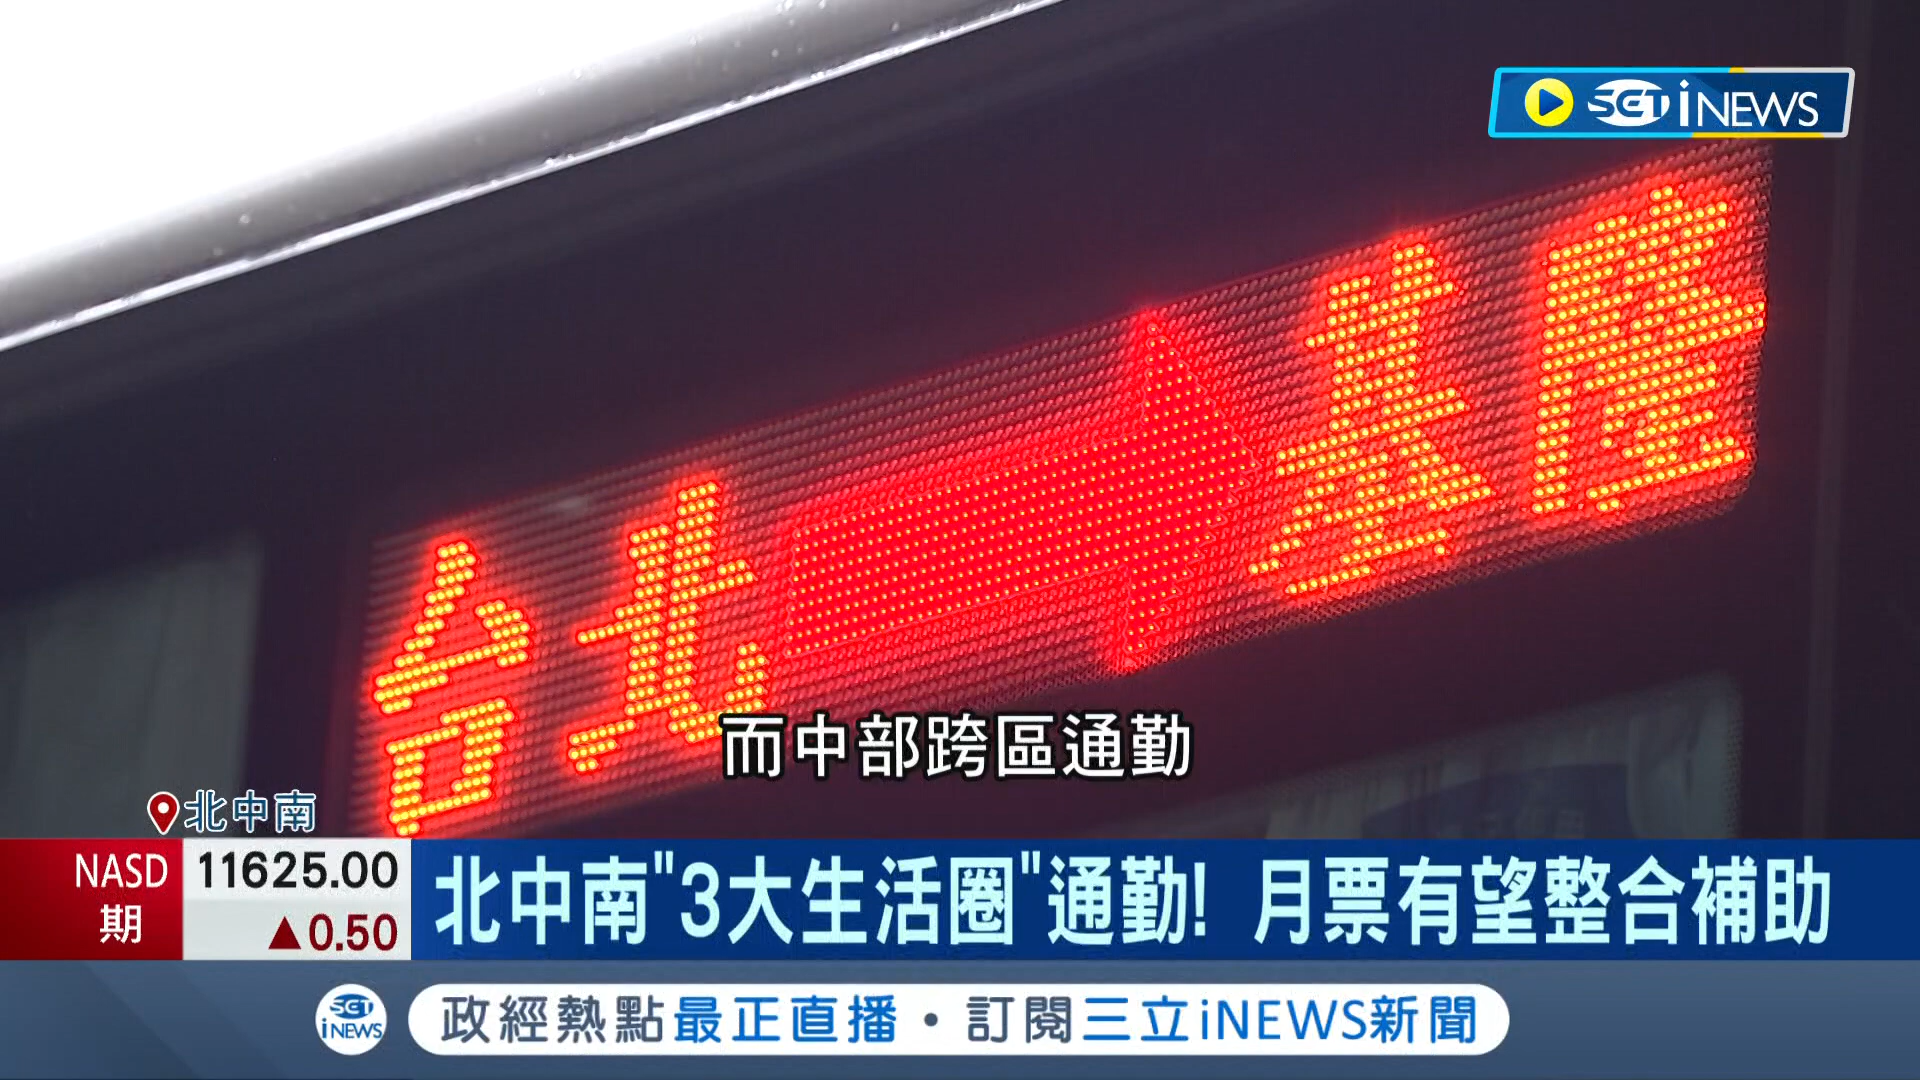 SET iNEWS
台北→基隆
而中部跨區通勤
北中南
NASD
期
11625.00
▲0.50
北中南"3大生活圈"通勤! 月票有望整合補助
SET iNEWS
政經熱點最正直播・訂閱三立iNEWS新聞